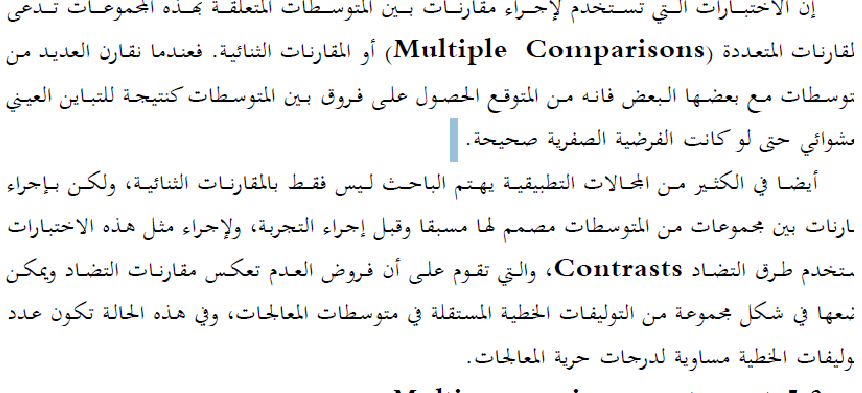 إن الاختبارات التي تستخدم لإجراء مقارنات بين المتوسطات المتعلقة بهذه المجموعات تدعى
لمقارنات المتعددة (Multiple Comparisons) أو المقارنات الثنائية. فعندما نقارن العديد من
توسطات مع بعضها البعض فانه من المتوقع الحصول على فروق بين المتوسطات كنتيجة للتباين العيني
عشوائي حتى لو كانت الفرضية الصفرية صحيحة.
أيضا في الكثير من المجالات التطبيقية يهتم الباحث ليس فقط بالمقارنات الثنائية، ولكن بإجراء
قارنات بين مجموعات من المتوسطات مصمم لها مسبقا وقبل إجراء التجربة، ولإجراء مثل هذه الاختبارات
ستخدم طرق التضاد Contrasts، والتي تقوم على أن فروض العدم تعكس مقارنات التضاد ويمكن
ضعها في شكل مجموعة من التوليفات الخطية المستقلة في متوسطات المعالجات، وفي هذه الحالة تكون عدد
وليفات الخطية مساوية لدرجات حرية المعالجات.